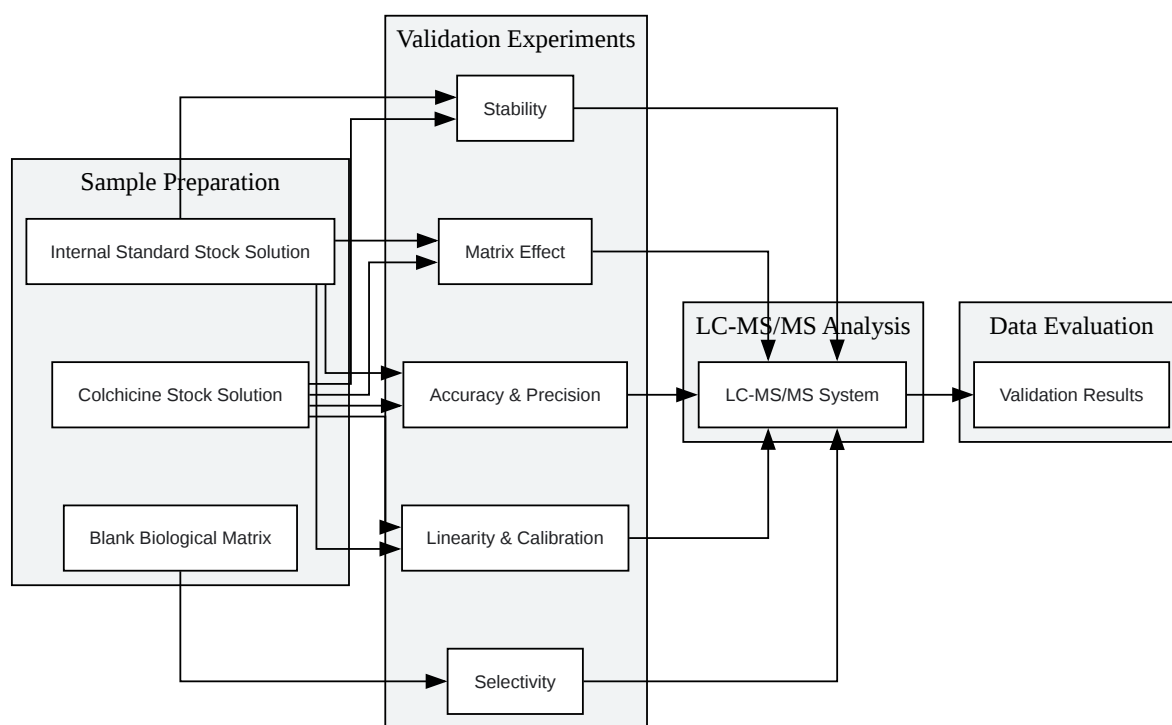 Validation Experiments
Stability
Sample Preparation
Internal Standard Stock Solution
Matrix Effect
LC-MS/MS Analysis
Data Evaluation
Colchicine Stock Solution
Accuracy & Precision
LC-MS/MS System
Validation Results
Blank Biological Matrix
Linearity & Calibration
Selectivity